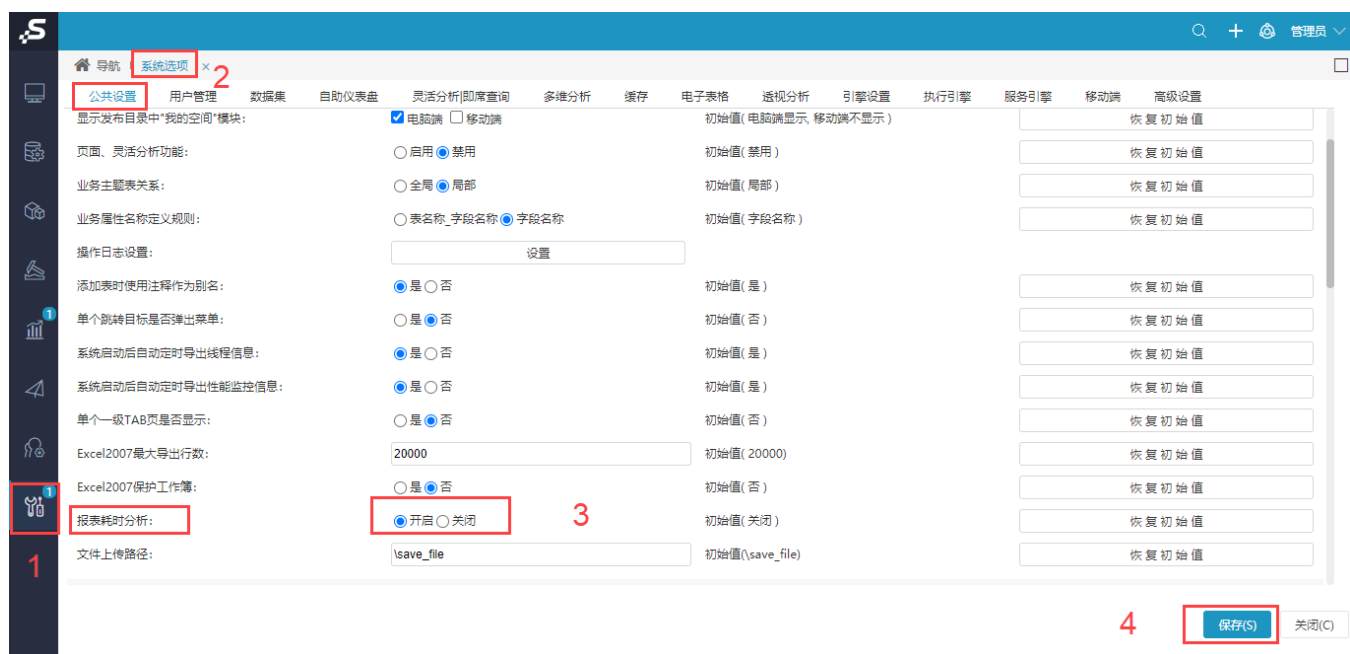 S
管理员
导航 系统选项 × 2
公共设置 用户管理 数据集 自助仪表盘 灵活分析|即席查询 多维分析 缓存 电子表格 透视分析 引擎设置 执行引擎 服务引擎 移动端 高级设置
显示发布目录中"我的空间"模块: 电脑端 移动端 初始值( 电脑端显示, 移动端不显示 ) 恢复初始值
页面、灵活分析功能: 启用 禁用 初始值( 禁用 ) 恢复初始值
业务主题表关系: 全局 局部 初始值( 局部 ) 恢复初始值
业务属性名称定义规则: 表名称_字段名称 字段名称 初始值( 字段名称 ) 恢复初始值
操作日志设置: 设置
添加表时使用注释作为别名: 是 否 初始值( 是 ) 恢复初始值
1 单个跳转目标是否弹出菜单: 是 否 初始值( 否 ) 恢复初始值
系统启动后自动定时导出线程信息: 是 否 初始值( 是 ) 恢复初始值
系统启动后自动定时导出性能监控信息: 是 否 初始值( 是 ) 恢复初始值
单个一级TAB页是否显示: 是 否 初始值( 否 ) 恢复初始值
Excel2007最大导出行数: 20000 初始值( 20000) 恢复初始值
1 Excel2007保护工作簿: 是 否 初始值( 否 ) 恢复初始值
报表耗时分析: 开启 关闭 3 初始值( 关闭 ) 恢复初始值
1 文件上传路径: \save_file 初始值(\save_file) 恢复初始值
4 保存(S) 关闭(C)